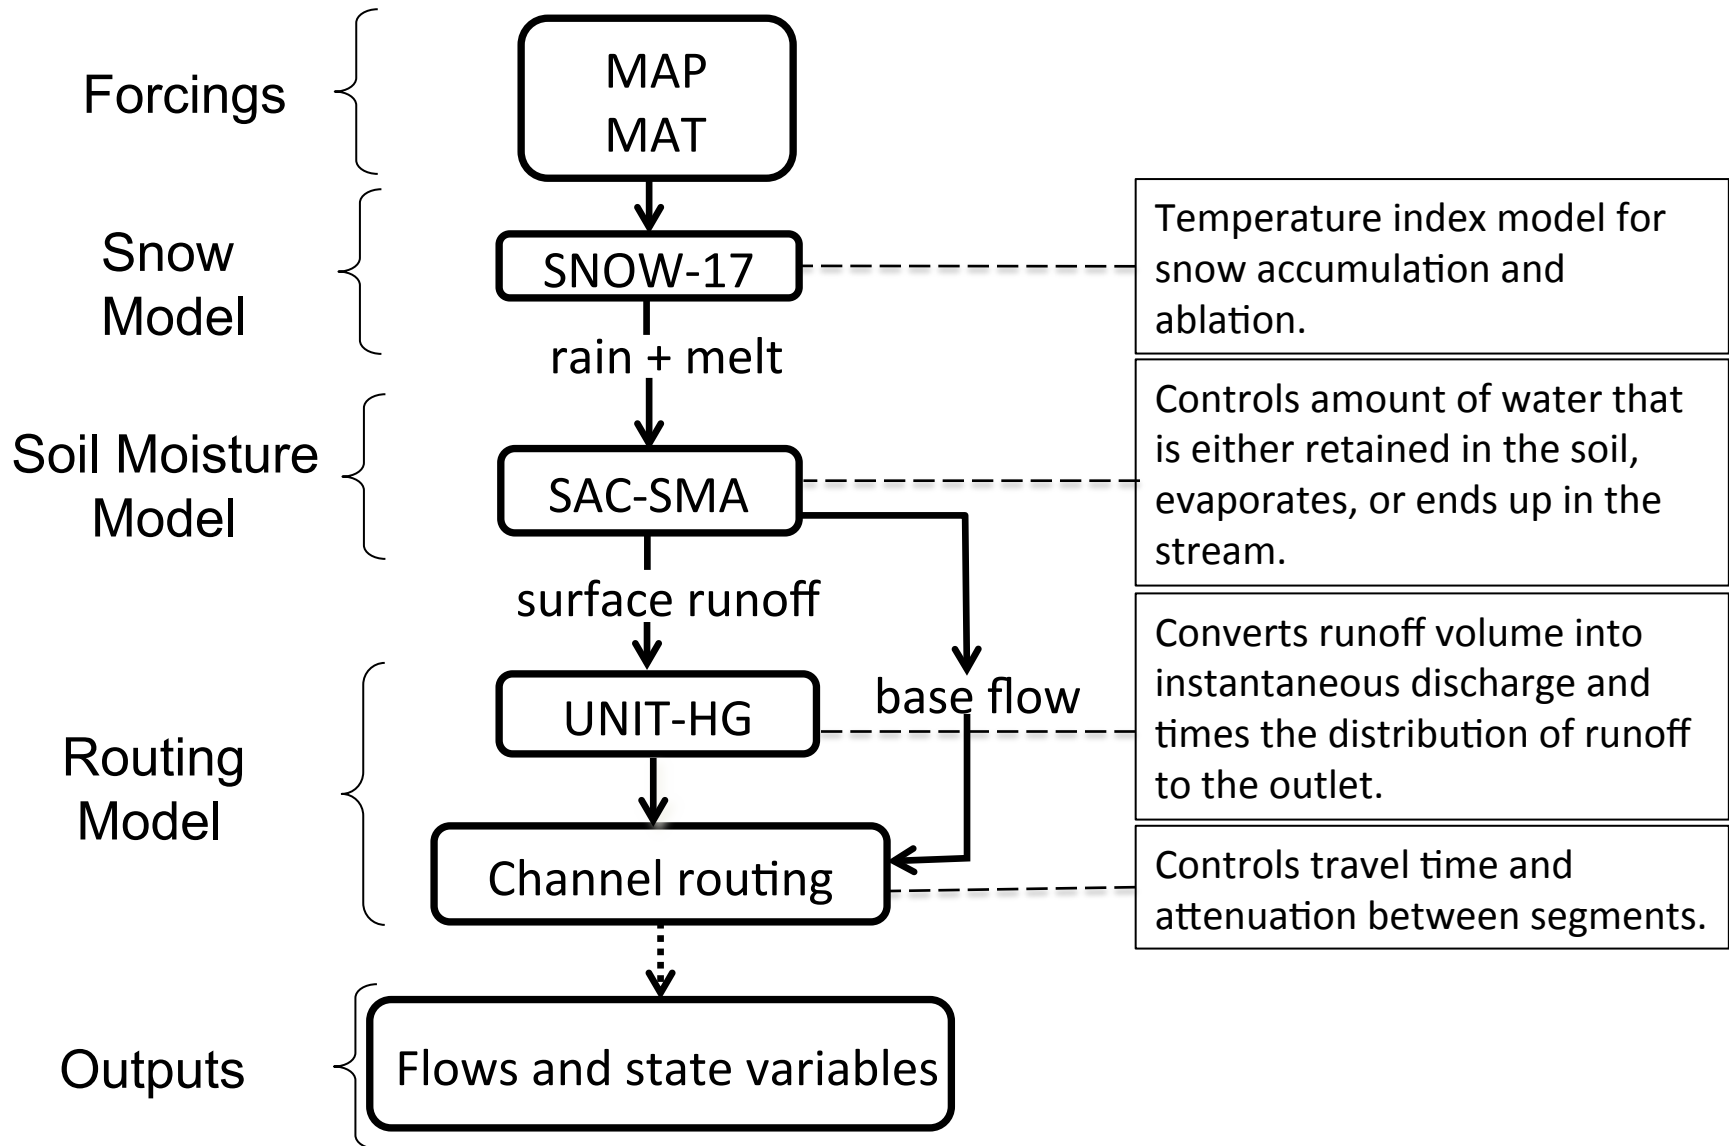 Forcings
MAP
MAT
Snow
Model
SNOW-17
Temperature index model for
snow accumulation and
ablation.
rain + melt
Soil Moisture
Model
SAC-SMA
Controls amount of water that
is either retained in the soil,
evaporates, or ends up in the
stream.
surface runoff
Routing
Model
UNIT-HG
base flow
Converts runoff volume into
instantaneous discharge and
times the distribution of runoff
to the outlet.
Channel routing
Controls travel time and
attenuation between segments.
Outputs
Flows and state variables